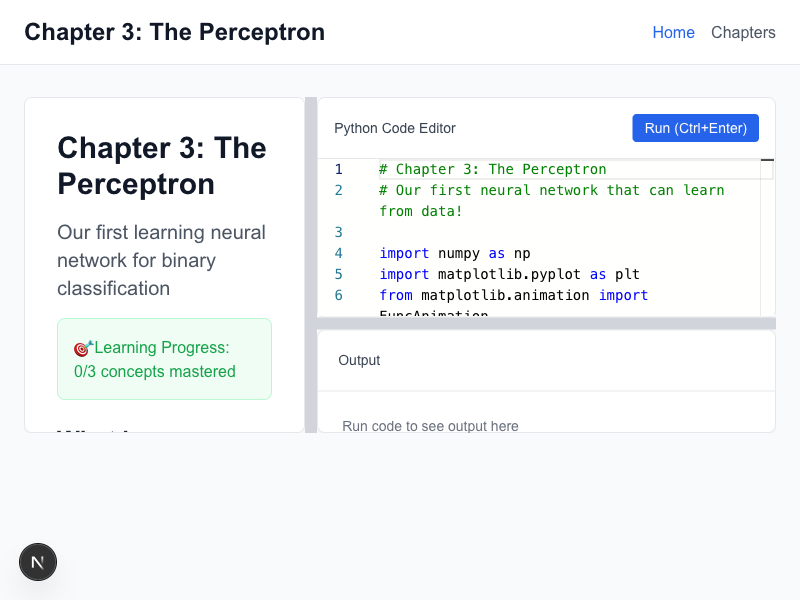 Chapter 3: The Perceptron
Home Chapters
Chapter 3: The
Perceptron
Our first learning neural
network for binary
classification
🎯Learning Progress:
0/3 concepts mastered
Python Code Editor
Run (Ctrl+Enter)
1 # Chapter 3: The Perceptron
2 # Our first neural network that can learn
from data!
3
4 import numpy as np
5 import matplotlib.pyplot as plt
6 from matplotlib.animation import
FuncAnimation
Output
Run code to see output here
N